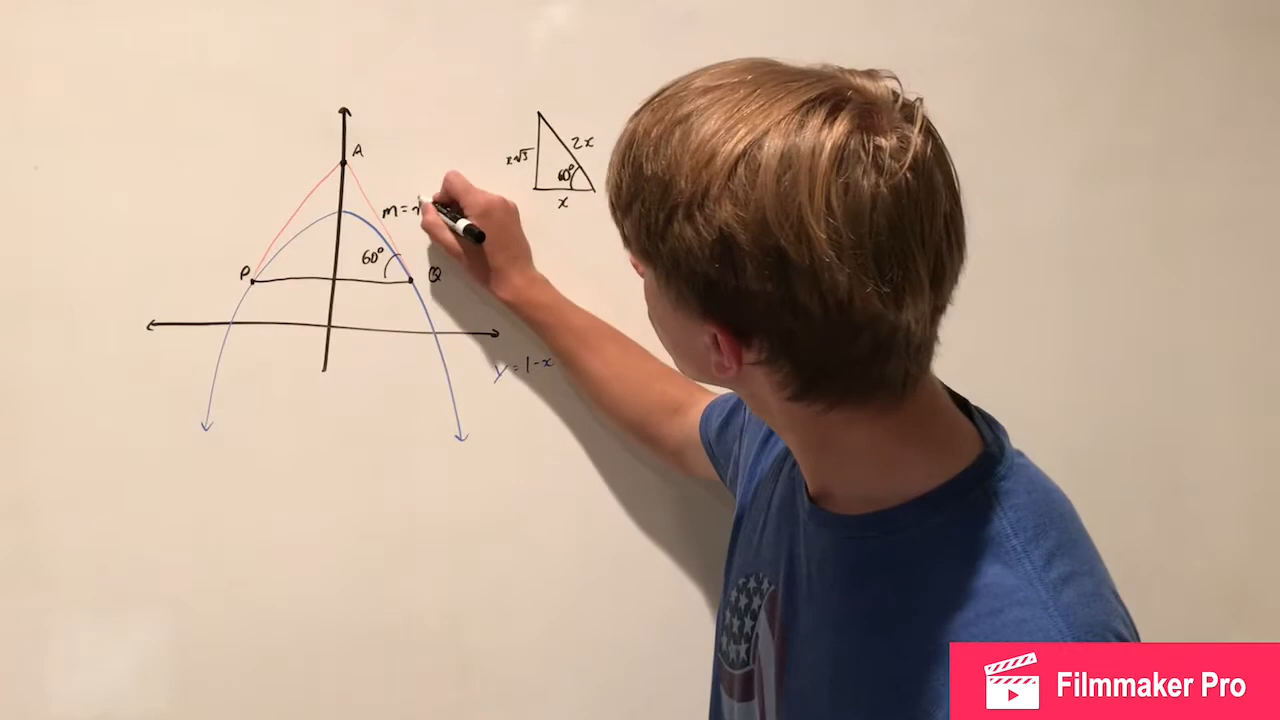 A
2x
x√3
60°
x
m=
60°
P
Q
y=1-x
Filmmaker Pro